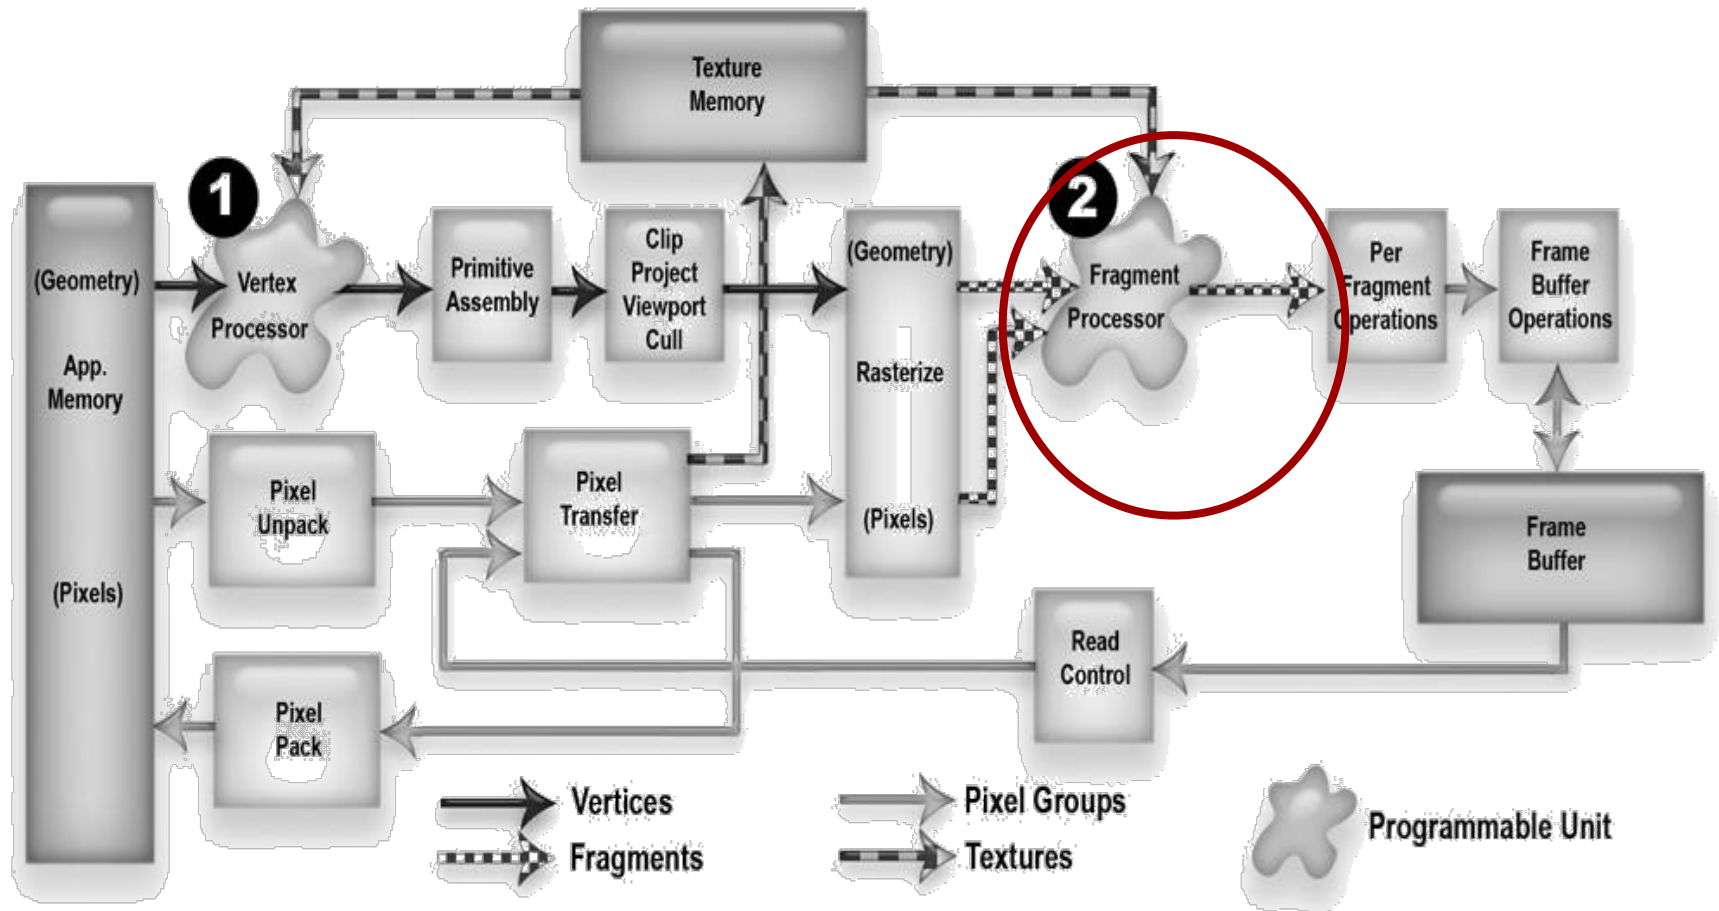 Texture
Memory
1
2
(Geometry)
App.
Memory
(Pixels)
Vertex
Processor
Primitive
Assembly
Clip
Project
Viewport
Cull
(Geometry)
Rasterize
(Pixels)
Fragment
Processor
Per
Fragment
Operations
Frame
Buffer
Operations
Pixel
Unpack
Pixel
Transfer
Frame
Buffer
Read
Control
Pixel
Pack
Vertices
Fragments
Pixel Groups
Textures
Programmable Unit